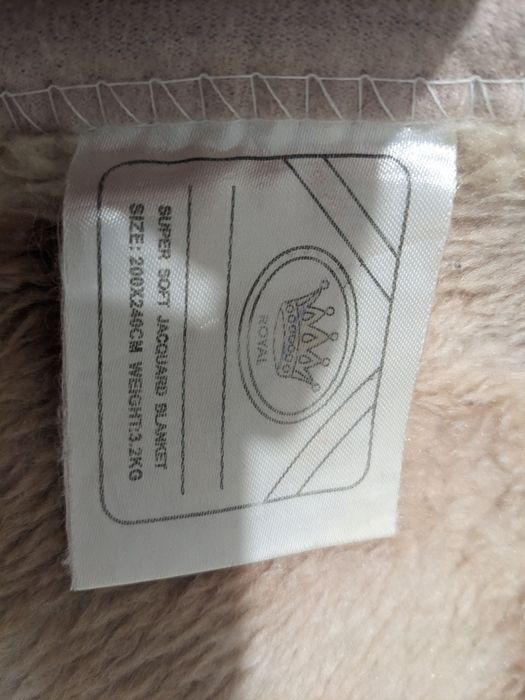 ROYAL
SUPER SOFT JACQUARD BLANKET
SIZE: 200X240CM WEIGHT:3.2KG